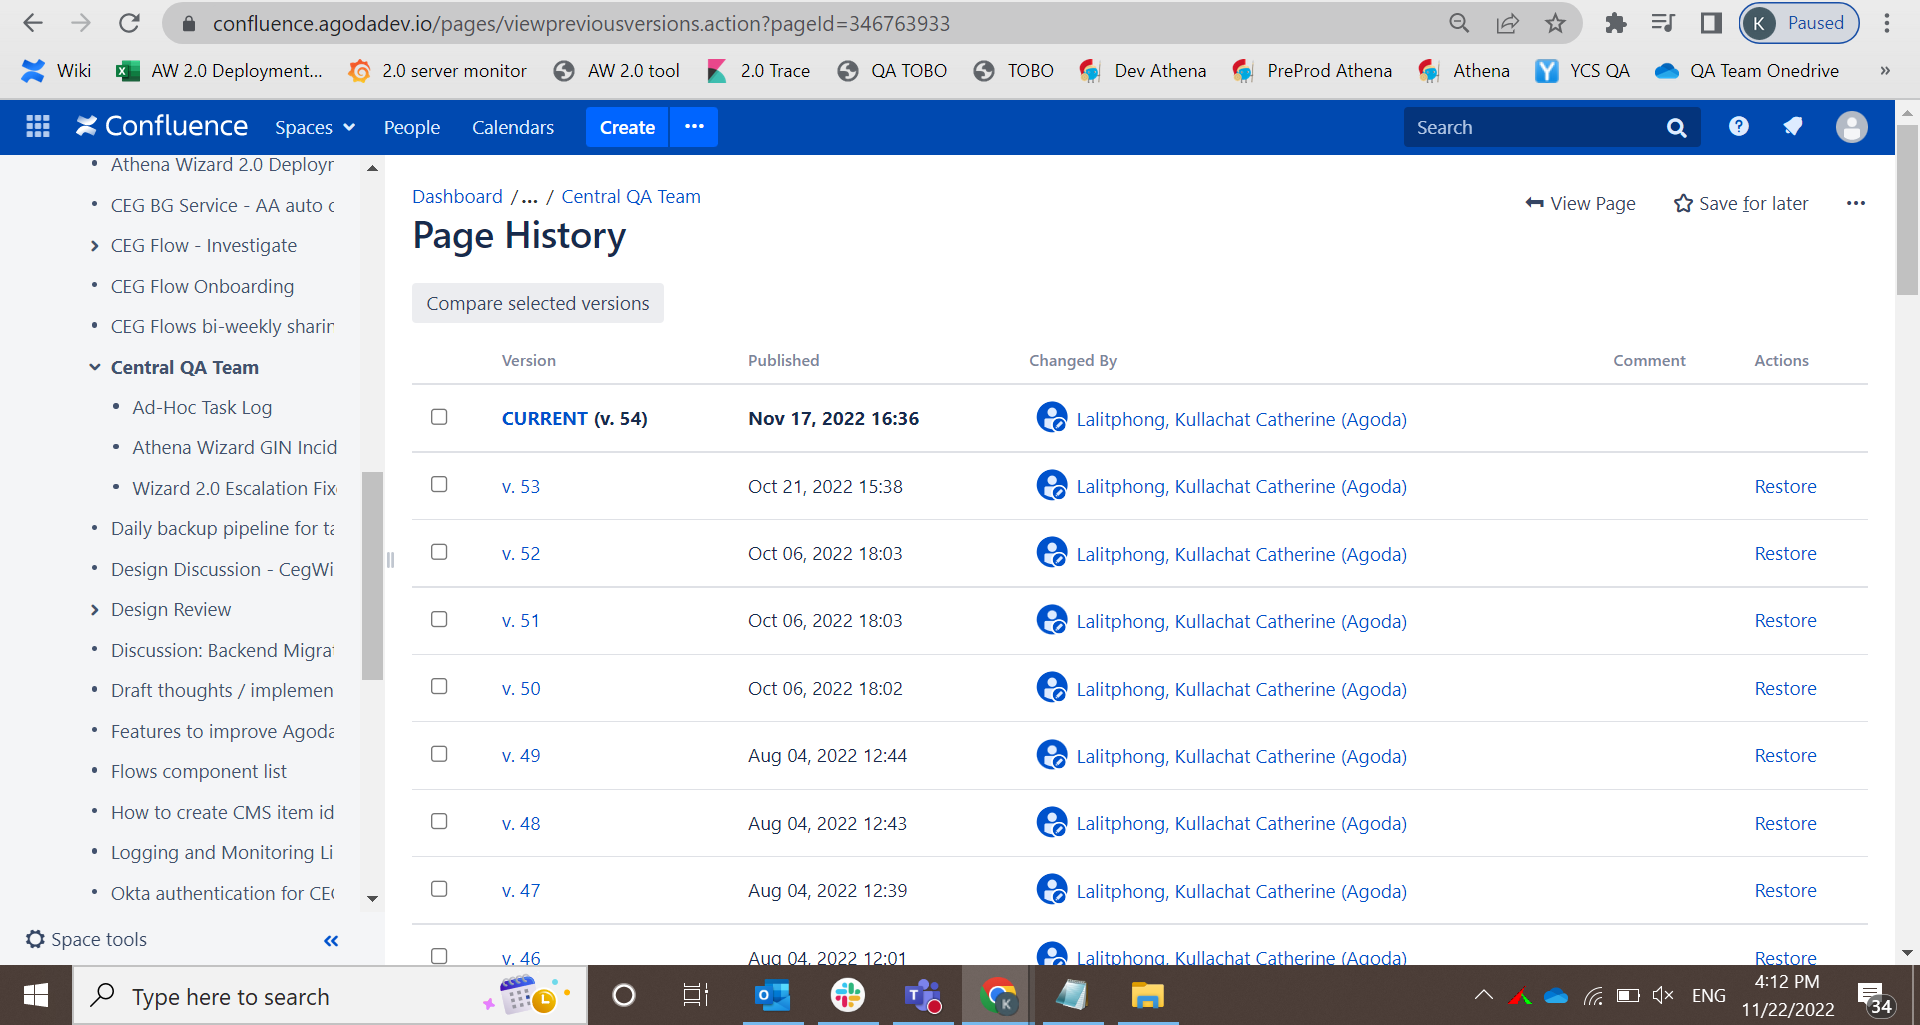 confluence.agodadev.io/pages/viewpreviousversions.action?pageId=346763933
K Paused
Wiki AW 2.0 Deployment... 2.0 server monitor AW 2.0 tool 2.0 Trace QA TOBO TOBO Dev Athena PreProd Athena Athena YCS QA QA Team Onedrive »
Confluence Spaces People Calendars Create ··· Search
Athena Wizard 2.0 Deployr
CEG BG Service - AA auto c
CEG Flow - Investigate
CEG Flow Onboarding
CEG Flows bi-weekly sharin
Central QA Team
Ad-Hoc Task Log
Athena Wizard GIN Incid
Wizard 2.0 Escalation Fix
Daily backup pipeline for ta
Design Discussion - CegWi
Design Review
Discussion: Backend Migra
Draft thoughts / implemen
Features to improve Agoda
Flows component list
How to create CMS item id
Logging and Monitoring Li
Okta authentication for CE
Space tools «
Dashboard /... / Central QA Team
View Page Save for later ···
Page History
Compare selected versions
Version Published Changed By Comment Actions
CURRENT (v. 54) Nov 17, 2022 16:36 Lalitphong, Kullachat Catherine (Agoda)
v. 53 Oct 21, 2022 15:38 Lalitphong, Kullachat Catherine (Agoda) Restore
v. 52 Oct 06, 2022 18:03 Lalitphong, Kullachat Catherine (Agoda) Restore
v. 51 Oct 06, 2022 18:03 Lalitphong, Kullachat Catherine (Agoda) Restore
v. 50 Oct 06, 2022 18:02 Lalitphong, Kullachat Catherine (Agoda) Restore
v. 49 Aug 04, 2022 12:44 Lalitphong, Kullachat Catherine (Agoda) Restore
v. 48 Aug 04, 2022 12:43 Lalitphong, Kullachat Catherine (Agoda) Restore
v. 47 Aug 04, 2022 12:39 Lalitphong, Kullachat Catherine (Agoda) Restore
v. 46 Aug 04, 2022 12:01 Lalitphong, Kullachat Catherine (Agoda) Restore
Type here to search
ENG
4:12 PM
11/22/2022
34